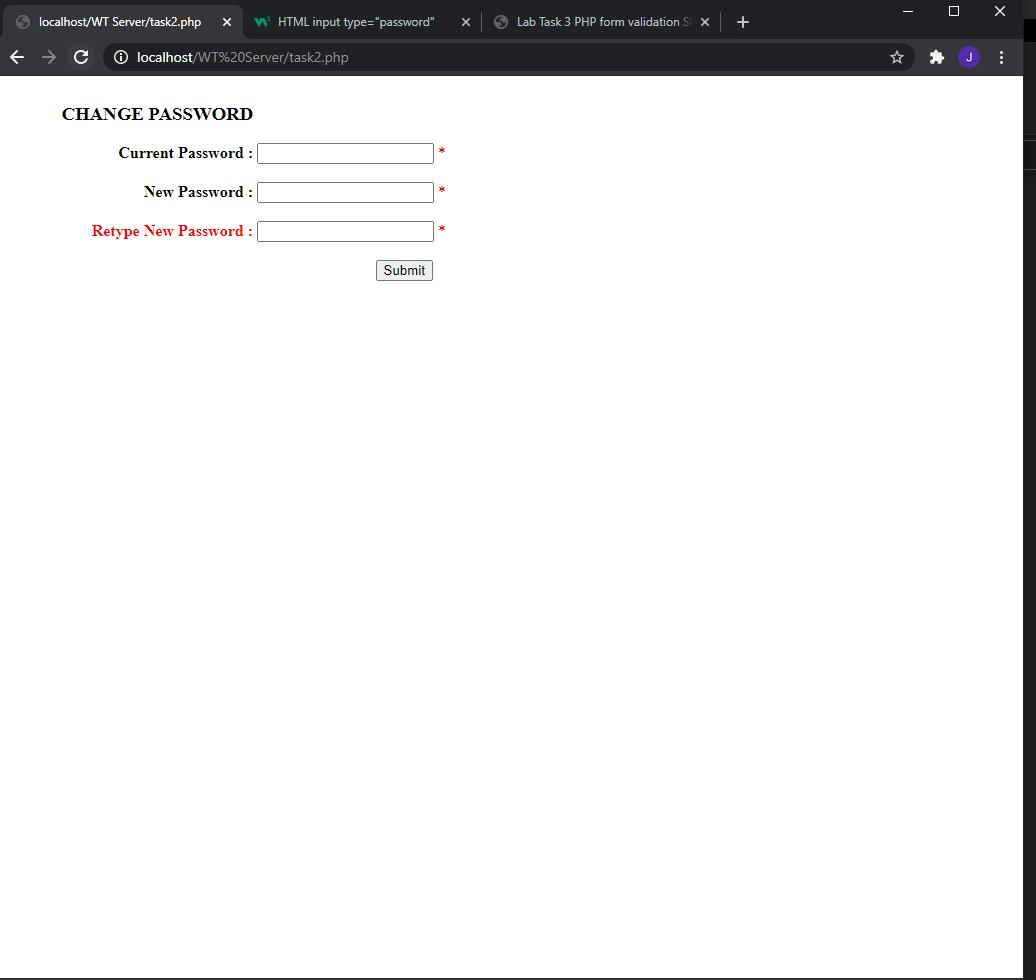 localhost/WT Server/task2.php
HTML input type="password"
Lab Task 3 PHP form validation
localhost/WT%20Server/task2.php
J
CHANGE PASSWORD
Current Password : *
New Password : *
Retype New Password : *
Submit